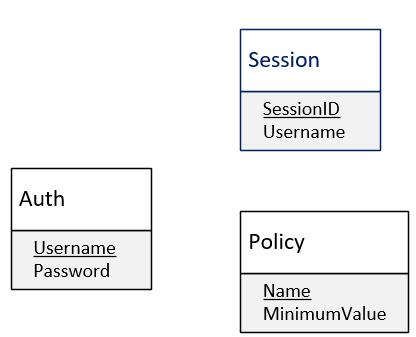 Session
SessionID
Username
Auth
Username
Password
Policy
Name
MinimumValue